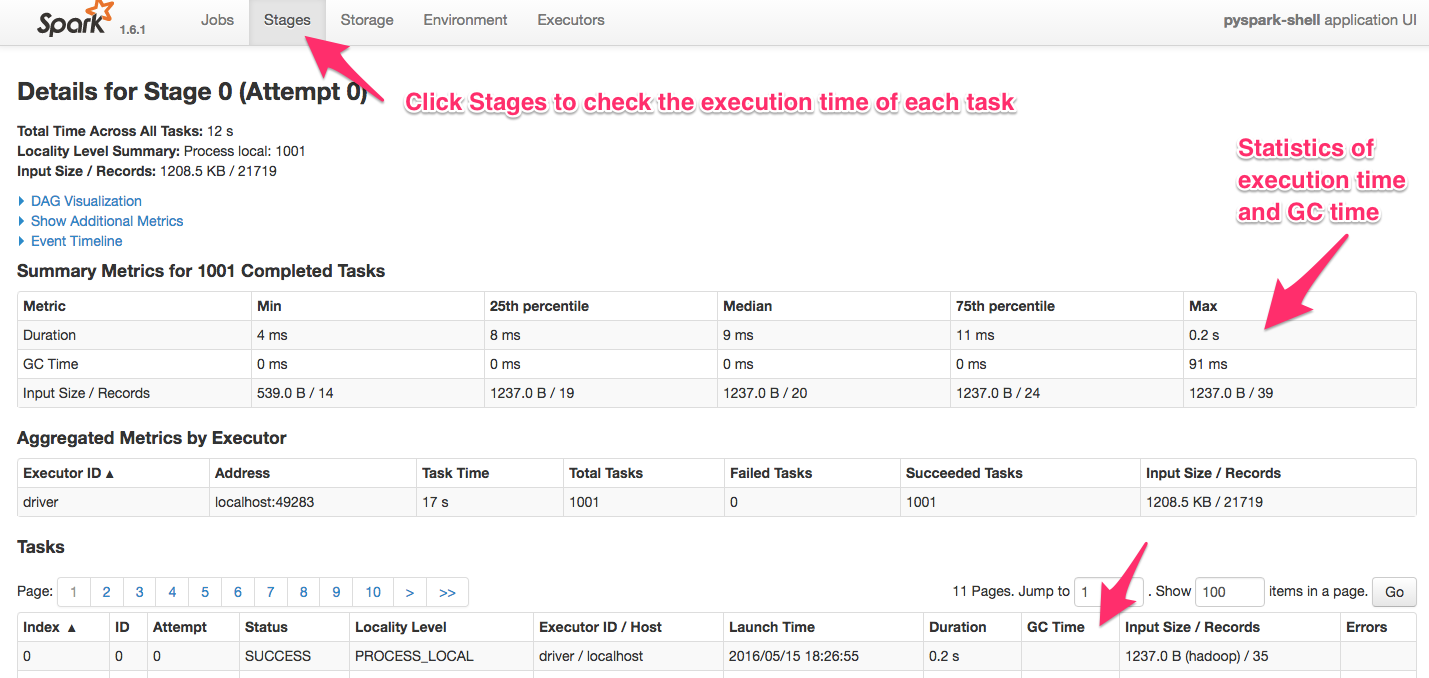 Spark 1.6.1 Jobs Stages Storage Environment Executors pyspark-shell application UI
Details for Stage 0 (Attempt 0)
Click Stages to check the execution time of each task
Total Time Across All Tasks: 12 s
Locality Level Summary: Process local: 1001
Input Size / Records: 1208.5 KB / 21719
Statistics of
execution time
and GC time
DAG Visualization
Show Additional Metrics
Event Timeline
Summary Metrics for 1001 Completed Tasks
Metric Min 25th percentile Median 75th percentile Max
Duration 4 ms 8 ms 9 ms 11 ms 0.2 s
GC Time 0 ms 0 ms 0 ms 0 ms 91 ms
Input Size / Records 539.0 B / 14 1237.0 B / 19 1237.0 B / 20 1237.0 B / 24 1237.0 B / 39
Aggregated Metrics by Executor
Executor ID ▲ Address Task Time Total Tasks Failed Tasks Succeeded Tasks Input Size / Records
driver localhost:49283 17 s 1001 0 1001 1208.5 KB / 21719
Tasks
Page: 1 2 3 4 5 6 7 8 9 10 > >> 11 Pages. Jump to 1 . Show 100 items in a page. Go
Index ▲ ID Attempt Status Locality Level Executor ID / Host Launch Time Duration GC Time Input Size / Records Errors
0 0 0 SUCCESS PROCESS_LOCAL driver / localhost 2016/05/15 18:26:55 0.2 s 1237.0 B (hadoop) / 35